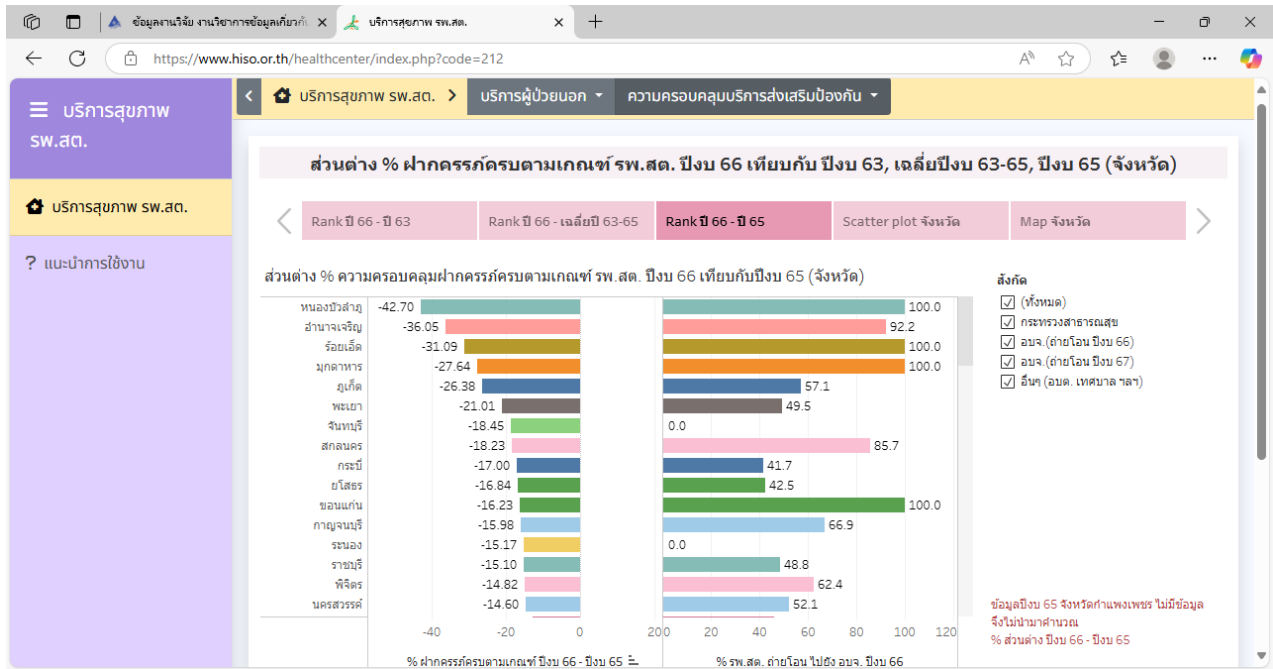 ข้อมูลงานวิจัย งานวิชาการข้อมูลเกี่ยวกั
บริการสุขภาพ รพ.สต.
https://www.hiso.or.th/healthcenter/index.php?code=212
บริการสุขภาพ
รพ.สต.
บริการสุขภาพ รพ.สต.
แนะนำการใช้งาน
บริการสุขภาพ รพ.สต.
บริการผู้ป่วยนอก
ความครอบคลุมบริการส่งเสริมป้องกัน
ส่วนต่าง % ฝากครรภ์ครบตามเกณฑ์ รพ.สต. ปีงบ 66 เทียบกับ ปีงบ 63, เฉลี่ยปีงบ 63-65, ปีงบ 65 (จังหวัด)
Rank ปี 66 - ปี 63
Rank ปี 66 - เฉลี่ยปี 63-65
Rank ปี 66 - ปี 65
Scatter plot จังหวัด
Map จังหวัด
ส่วนต่าง % ความครอบคลุมฝากครรภ์ครบตามเกณฑ์ รพ.สต. ปีงบ 66 เทียบกับปีงบ 65 (จังหวัด)
หนองบัวลำภู -42.70 100.0
อำนาจเจริญ -36.05 92.2
ร้อยเอ็ด -31.09 100.0
มุกดาหาร -27.64 100.0
ภูเก็ต -26.38 57.1
พะเยา -21.01 49.5
จันทบุรี -18.45 0.0
สกลนคร -18.23 85.7
กระบี่ -17.00 41.7
ยโสธร -16.84 42.5
ขอนแก่น -16.23 100.0
กาญจนบุรี -15.98 66.9
ระนอง -15.17 0.0
ราชบุรี -15.10 48.8
พิจิตร -14.82 62.4
นครสวรรค์ -14.60 52.1
-40 -20 0 20 0 20 40 60 80 100 120
% ฝากครรภ์ครบตามเกณฑ์ ปีงบ 66 - ปีงบ 65
% รพ.สต. ถ่ายโอน ไปยัง อบจ. ปีงบ 66
สังกัด
(ทั้งหมด)
กระทรวงสาธารณสุข
อบจ.(ถ่ายโอน ปีงบ 66)
อบจ.(ถ่ายโอน ปีงบ 67)
อื่นๆ (อบต. เทศบาล ฯลฯ)
ข้อมูลปีงบ 65 จังหวัดกำแพงเพชร ไม่มีข้อมูล
จึงไม่นำมาคำนวณ
% ส่วนต่าง ปีงบ 66 - ปีงบ 65